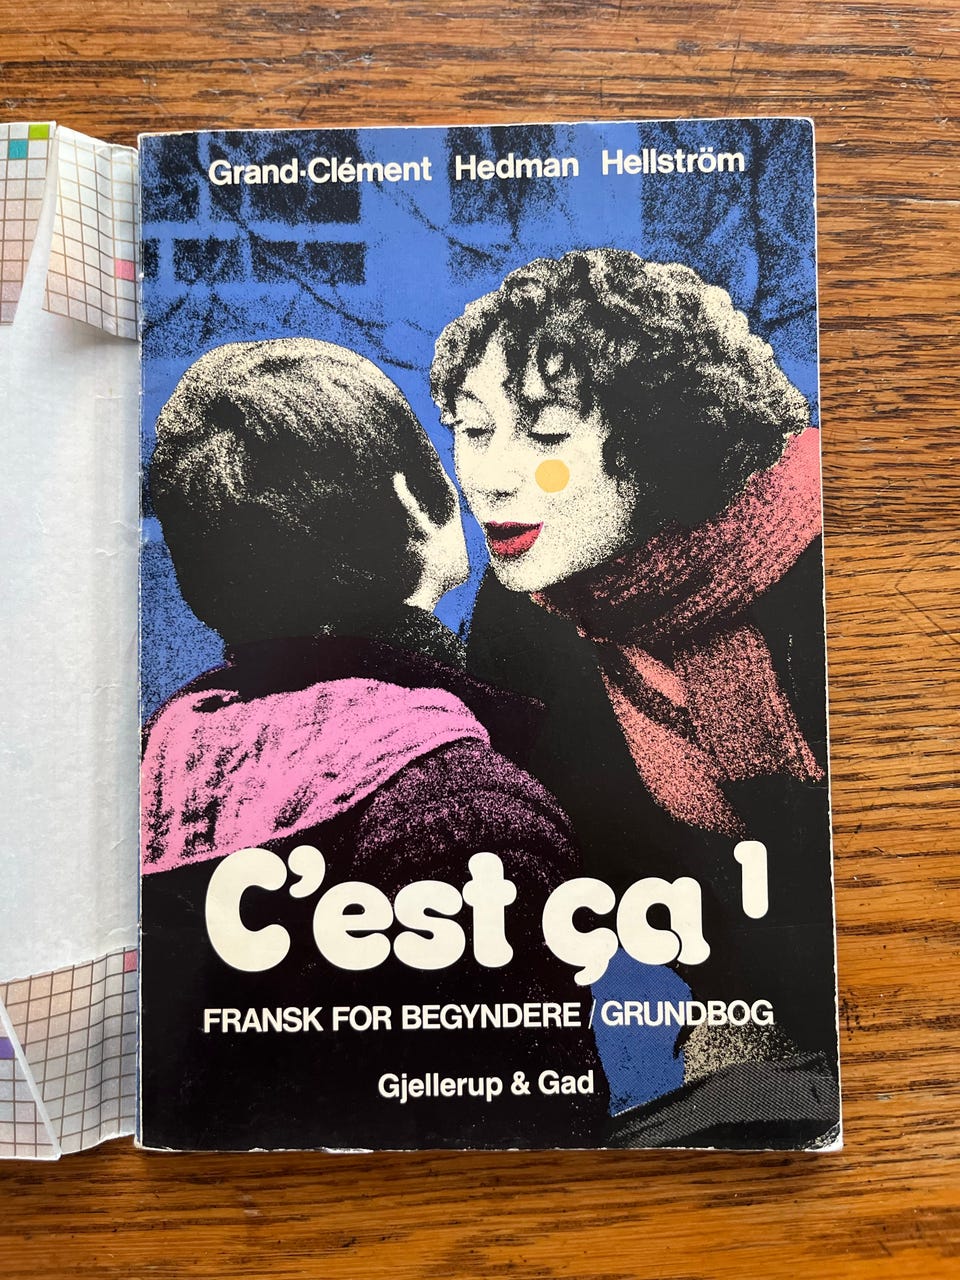 Grand-Clément Hedman Hellström
C'est ça 1
FRANSK FOR BEGYNDERE / GRUNDBOG
Gjellerup & Gad